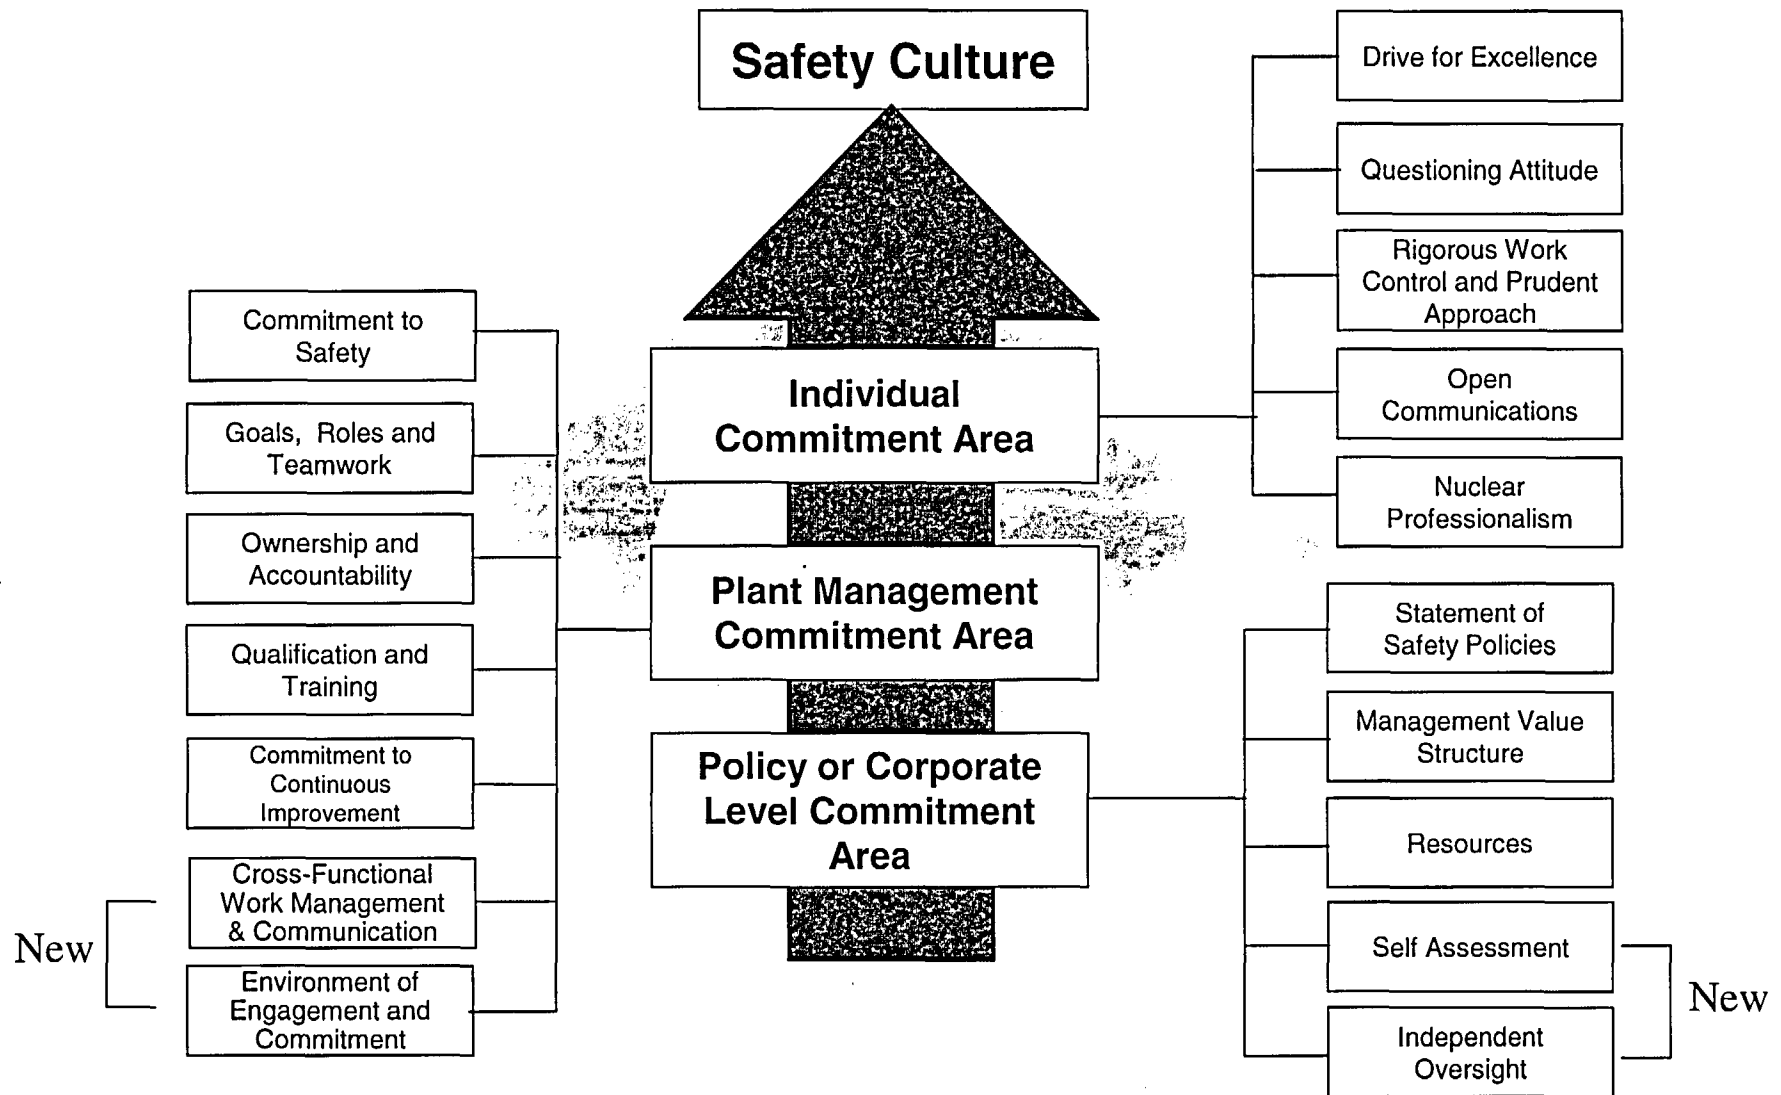 Safety Culture
Individual
Commitment Area
Plant Management
Commitment Area
Policy or Corporate
Level Commitment
Area
Commitment to
Safety
Goals, Roles and
Teamwork
Ownership and
Accountability
Qualification and
Training
Commitment to
Continuous
Improvement
New
Cross-Functional
Work Management
& Communication
Environment of
Engagement and
Commitment
Drive for Excellence
Questioning Attitude
Rigorous Work
Control and Prudent
Approach
Open
Communications
Nuclear
Professionalism
Statement of
Safety Policies
Management Value
Structure
Resources
Self Assessment
Independent
Oversight
New